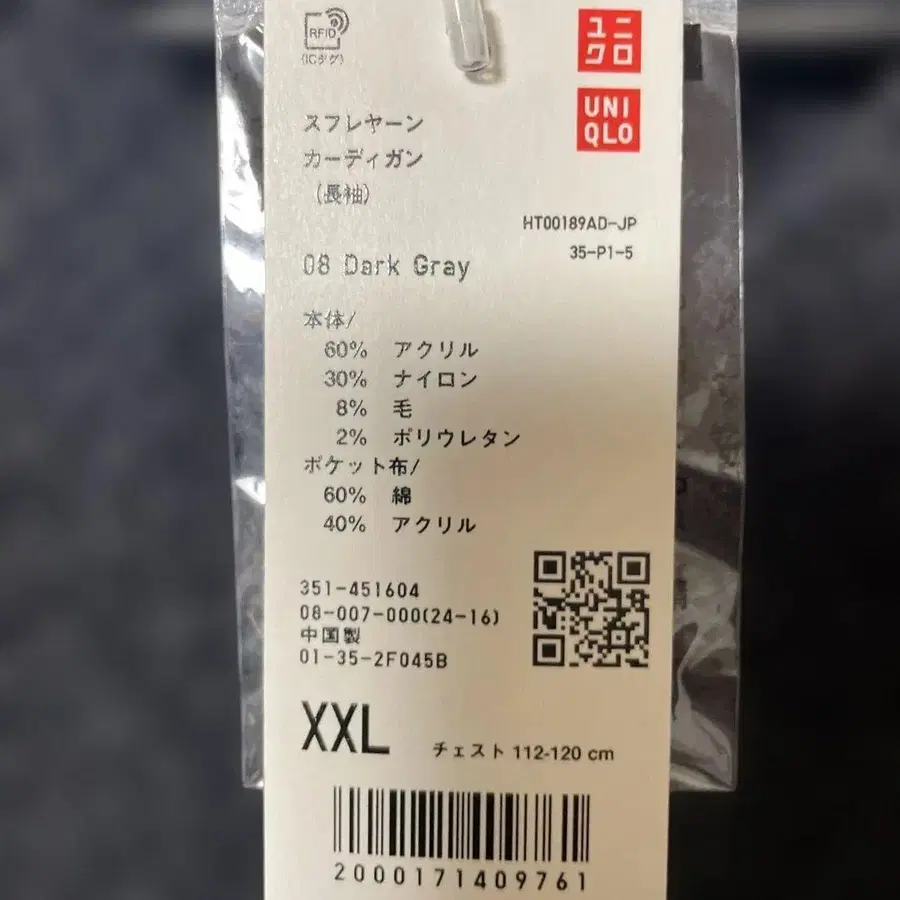 RFID
(ICタグ)
ユニ
クロ
UNI
QLO
スフレヤーン
カーディガン
(長袖)
HT00189AD-JP
35-P1-5
08 Dark Gray
本体/
60% アクリル
30% ナイロン
8% 毛
2% ポリウレタン
ポケット布/
60% 綿
40% アクリル
351-451604
08-007-000(24-16)
中国製
01-35-2F045B
XXL チェスト 112-120 cm
2000171409761